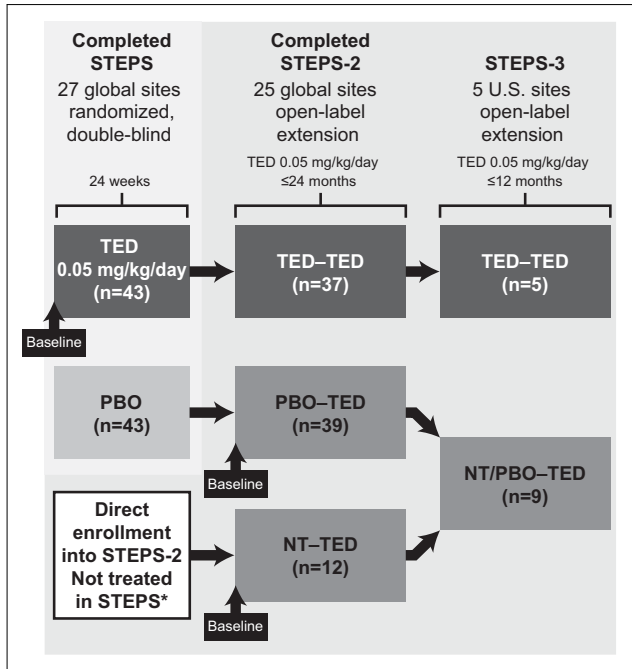 Completed
STEPS
27 global sites
randomized,
double-blind
24 weeks
Completed
STEPS-2
25 global sites
open-label
extension
TED 0.05 mg/kg/day
≤24 months
STEPS-3
5 U.S. sites
open-label
extension
TED 0.05 mg/kg/day
≤12 months
TED
0.05 mg/kg/day
(n=43)
TED–TED
(n=37)
TED–TED
(n=5)
Baseline
PBO
(n=43)
PBO–TED
(n=39)
Baseline
NT/PBO–TED
(n=9)
Direct
enrollment
into STEPS-2
Not treated
in STEPS*
NT–TED
(n=12)
Baseline